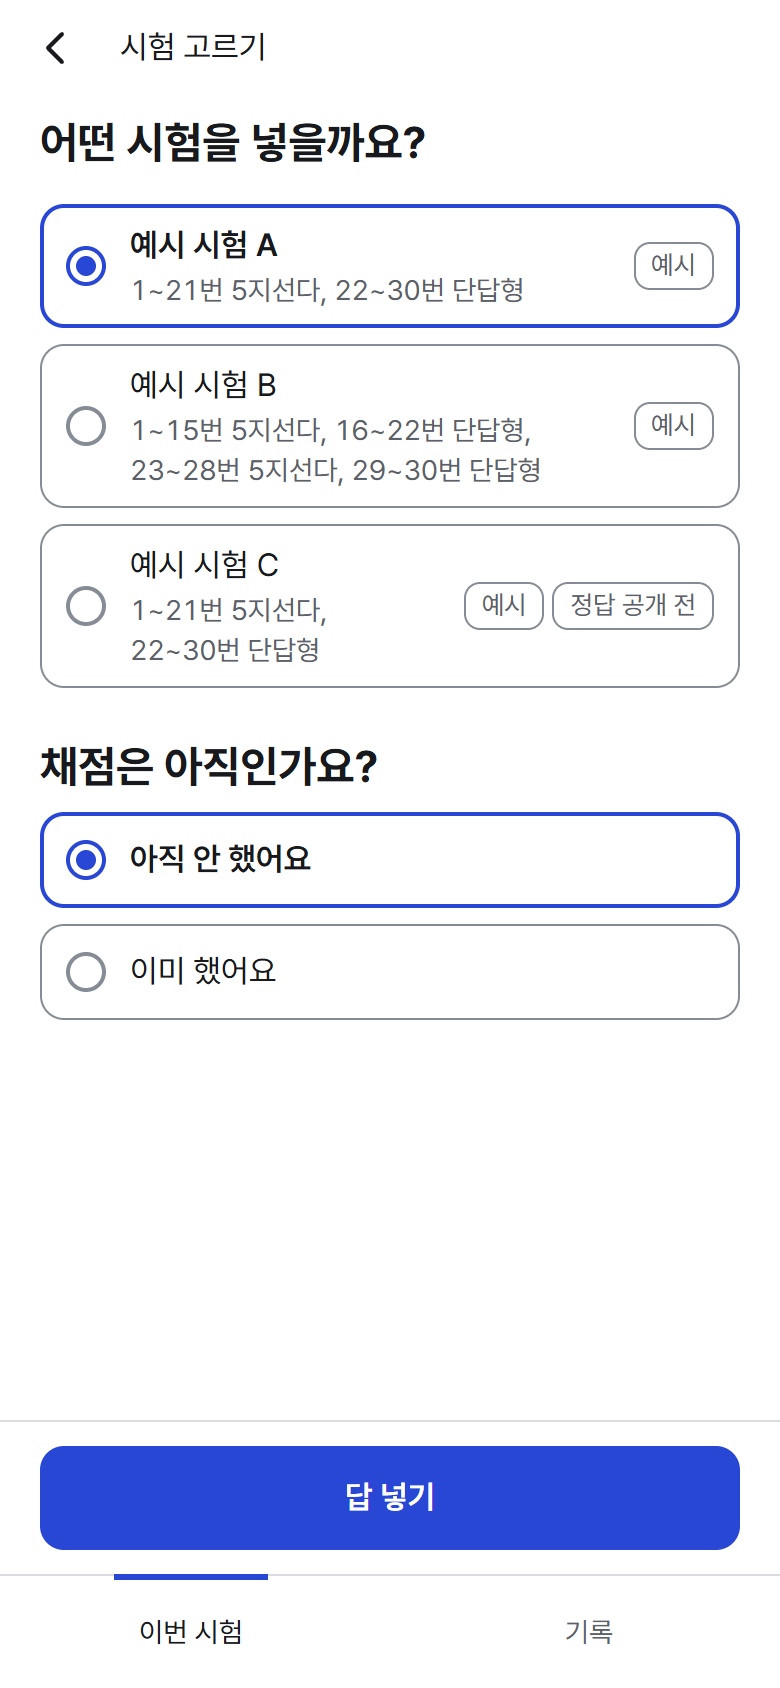 시험 고르기
어떤 시험을 넣을까요?
예시 시험 A
1~21번 5지선다, 22~30번 단답형
예시
예시 시험 B
1~15번 5지선다, 16~22번 단답형,
23~28번 5지선다, 29~30번 단답형
예시
예시 시험 C
1~21번 5지선다,
22~30번 단답형
예시
정답 공개 전
채점은 아직인가요?
아직 안 했어요
이미 했어요
답 넣기
이번 시험
기록